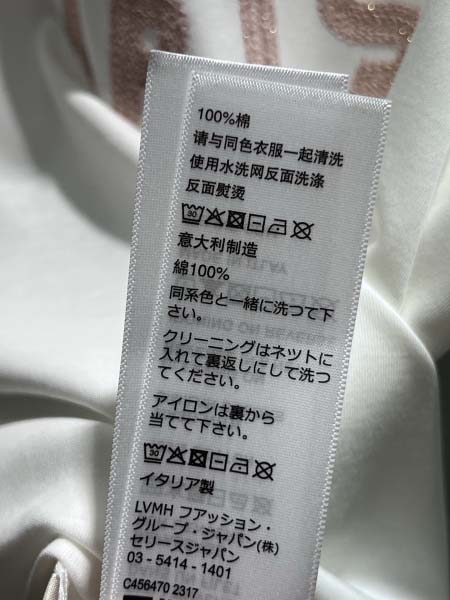 100%棉
请与同色衣服一起清洗
使用水洗网反面洗涤
反面熨烫
30
意大利制造
綿100%
同系色と一緒に洗つて下
さい。
クリーニングはネツトに
入れて裏返しにして洗つ
てください。
アイロンは裏から
当てて下さい。
30
イタリア製
LVMH フアッション・
グループ・ジャパン(株)
セリースジャパン
03 - 5414 - 1401
C456470 2317